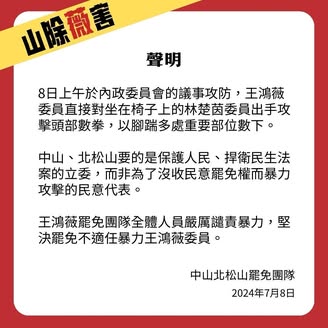 山除薇害
聲明
8日上午於內政委員會的議事攻防，王鴻薇
委員直接對坐在椅子上的林楚茵委員出手攻
擊頭部數拳，以腳踹多處重要部位數下。
中山、北松山要的是保護人民、捍衛民生法
案的立委，而非為了沒收民意罷免權而暴力
攻擊的民意代表。
王鴻薇罷免團隊全體人員嚴厲譴責暴力，堅
決罷免不適任暴力王鴻薇委員。
中山北松山罷免團隊
2024年7月8日